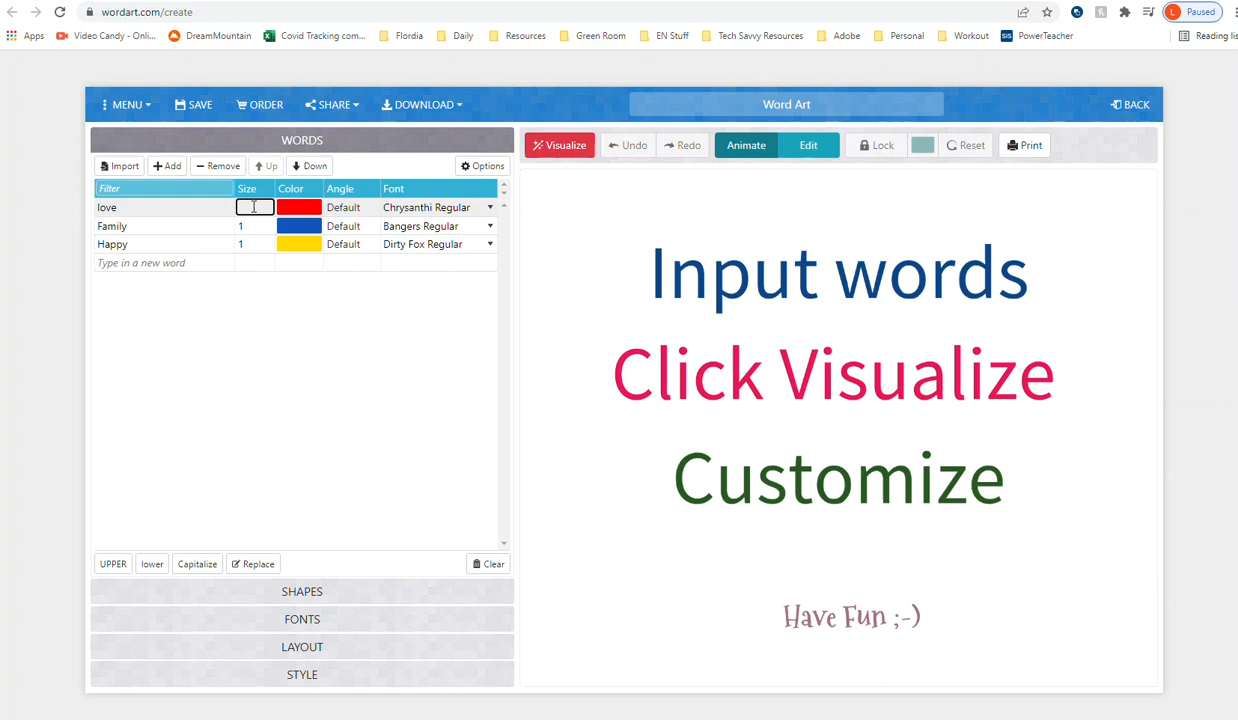 wordart.com/create
L Paused
Apps Video Candy - Onli... DreamMountain Covid Tracking com... Flordia Daily Resources Green Room EN Stuff Tech Savvy Resources Adobe Personal Workout SIS PowerTeacher Reading lis
MENU SAVE ORDER SHARE DOWNLOAD Word Art BACK
WORDS
Visualize Undo Redo Animate Edit Lock Reset Print
Import Add Remove Up Down Options
Filter Size Color Angle Font
love Default Chrysanthi Regular
Family 1 Default Bangers Regular
Happy 1 Default Dirty Fox Regular
Type in a new word
Input words
Click Visualize
Customize
Have Fun ;-)
UPPER lower Capitalize Replace Clear
SHAPES
FONTS
LAYOUT
STYLE